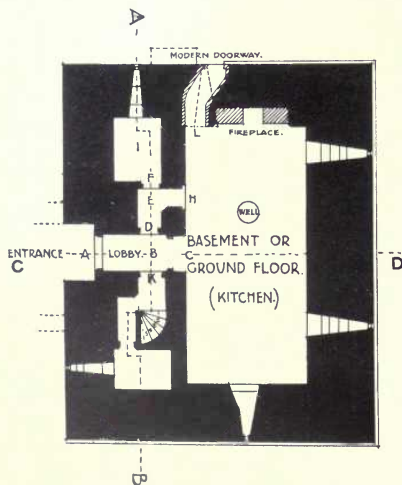 A
MODERN DOORWAY.
L
FIREPLACE.
I
F
E
H
WELL
D
BASEMENT OR
ENTRANCE A LOBBY. B C GROUND FLOOR.
C D
K
(KITCHEN.)
B